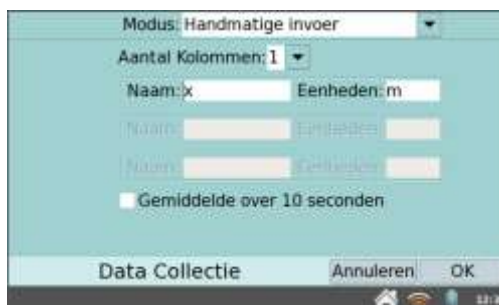 Modus: Handmatige invoer
Aantal Kolommen: 1
Naam: x Eenheden: m
Naam: Eenheden:
Naam: Eenheden:
Gemiddelde over 10 seconden
Data Collectie Annuleren OK